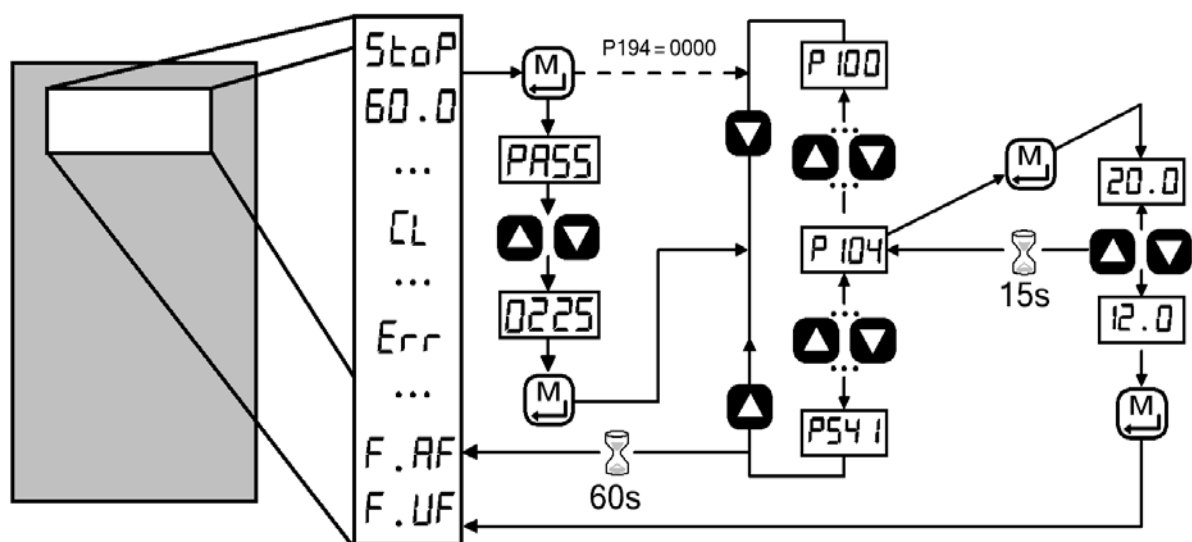 StoP
60.0
...
CL
...
Err
...
F.AF
F.UF
M
PASS
0225
M
P194 = 0000
60s
P100
...
...
P104
...
...
P541
M
15s
20.0
12.0
M